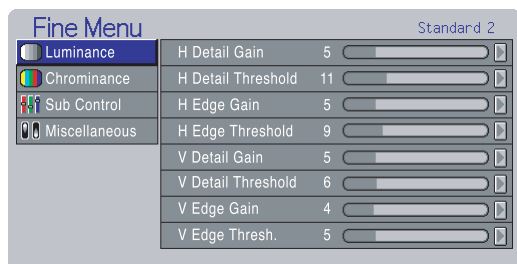 Fine Menu
Standard 2
Luminance
Chrominance
Sub Control
Miscellaneous
H Detail Gain 5
H Detail Threshold 11
H Edge Gain 5
H Edge Threshold 9
V Detail Gain 5
V Detail Threshold 6
V Edge Gain 4
V Edge Thresh. 5